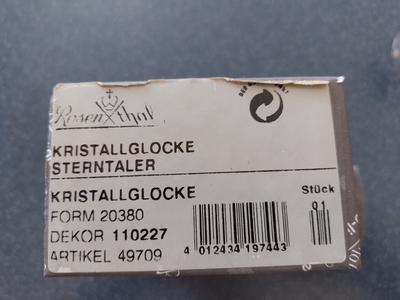 Rosenthal
KRISTALLGLOCKE
STERNTALER
KRISTALLGLOCKE
Stück
FORM 20380
01
DEKOR 110227
ARTIKEL 49709
4 012434 197443